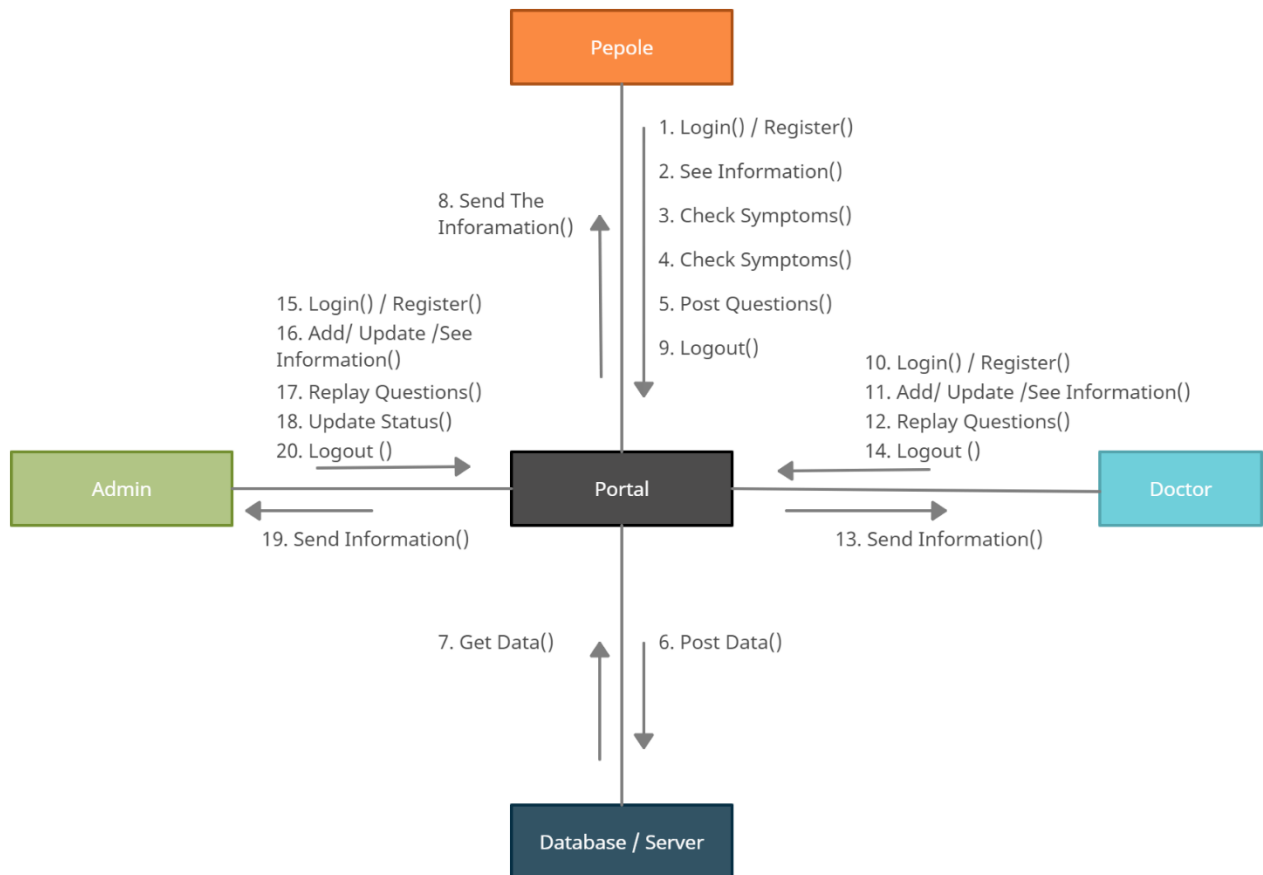 Pepole
1. Login() / Register()
2. See Information()
3. Check Symptoms()
4. Check Symptoms()
5. Post Questions()
9. Logout()
8. Send The
Inforamation()
15. Login() / Register()
16. Add/ Update /See
Information()
17. Replay Questions()
18. Update Status()
20. Logout ()
10. Login() / Register()
11. Add/ Update /See Information()
12. Replay Questions()
14. Logout ()
Admin
Portal
Doctor
19. Send Information()
13. Send Information()
7. Get Data()
6. Post Data()
Database / Server